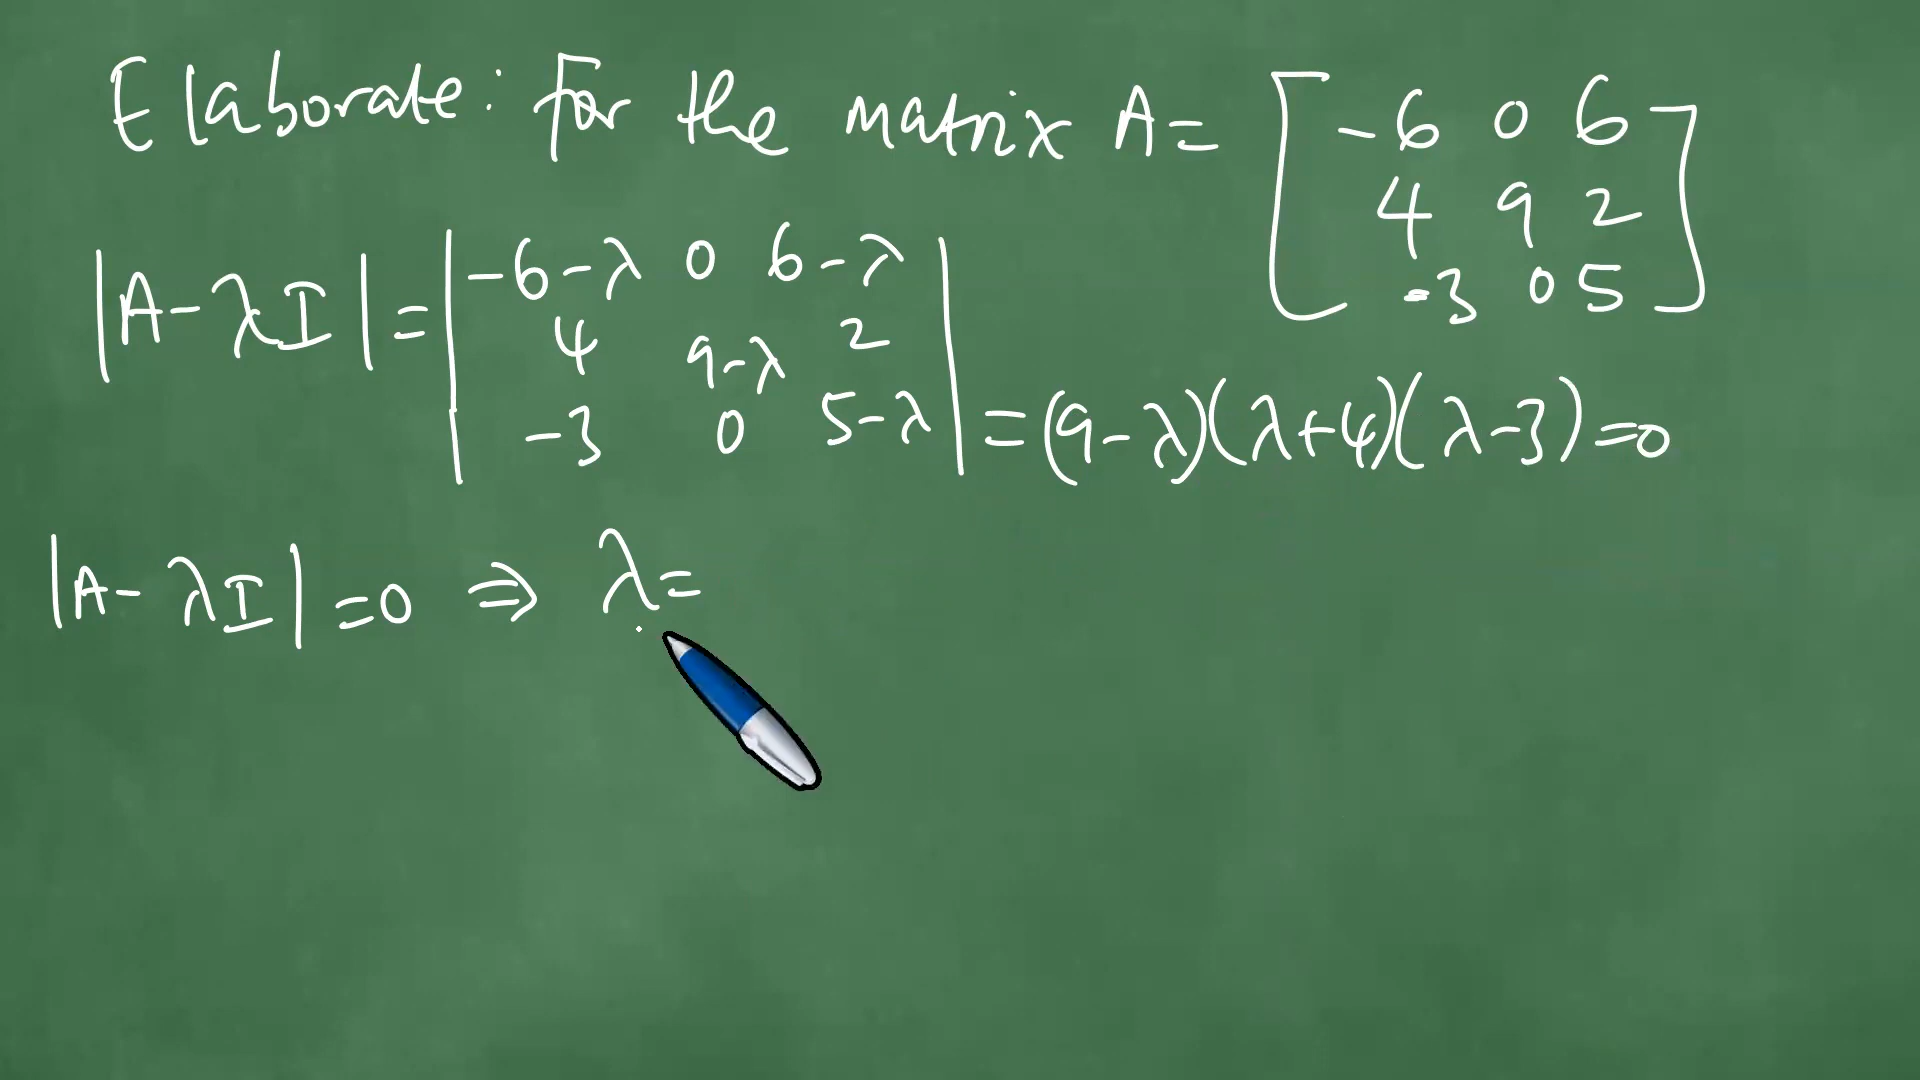 Elaborate: For the matrix A = [ -6 0 6
4 9 2
-3 0 5 ]
|A - λI| = | -6-λ 0 6-λ
4 9-λ 2
-3 0 5-λ | = (9-λ)(λ+4)(λ-3) = 0
|A - λI| = 0 ⇒ λ =